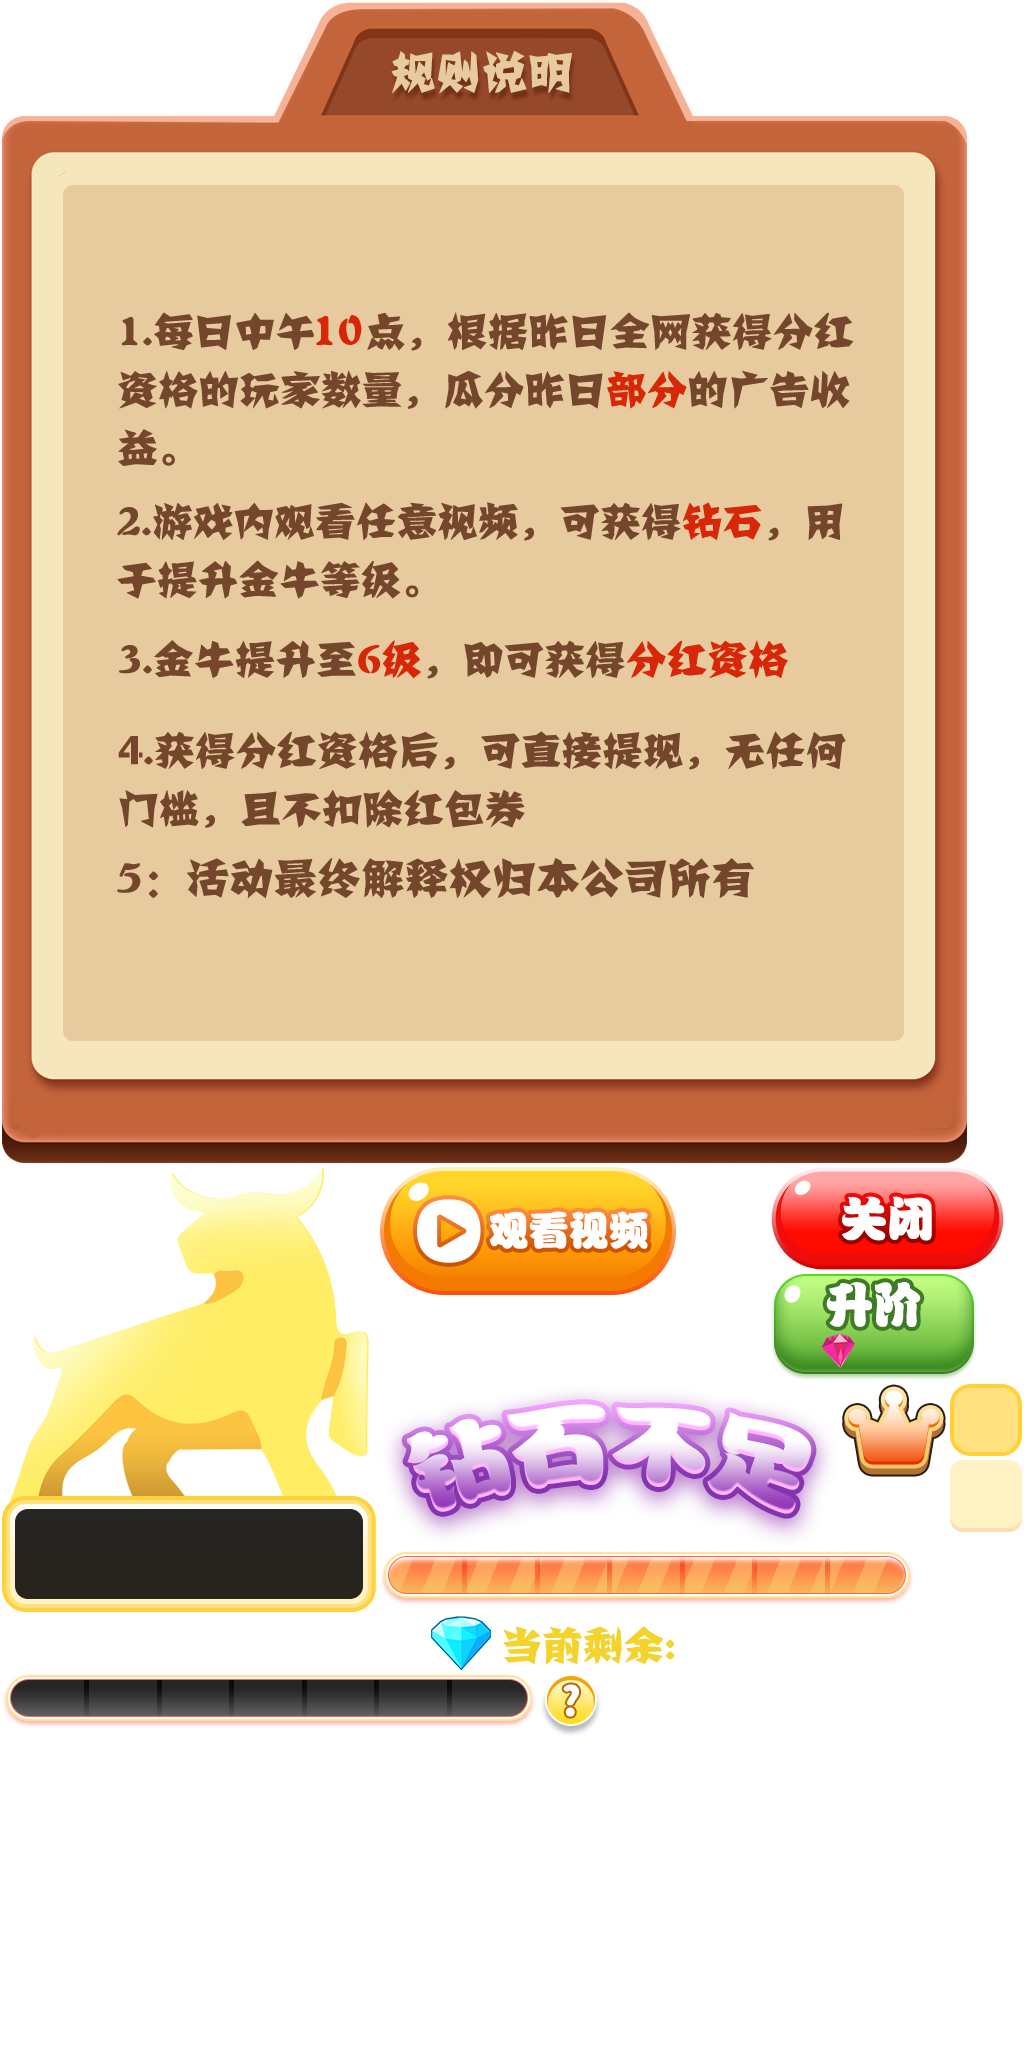 规则说明
1.每日中午10点，根据昨日全网获得分红
资格的玩家数量，瓜分昨日部分的广告收
益。
2.游戏内观看任意视频，可获得钻石，用
于提升金牛等级。
3.金牛提升至6级，即可获得分红资格
4.获得分红资格后，可直接提现，无任何
门槛，且不扣除红包券
5：活动最终解释权归本公司所有
观看视频
关闭
升阶
钻石不足
当前剩余:
?